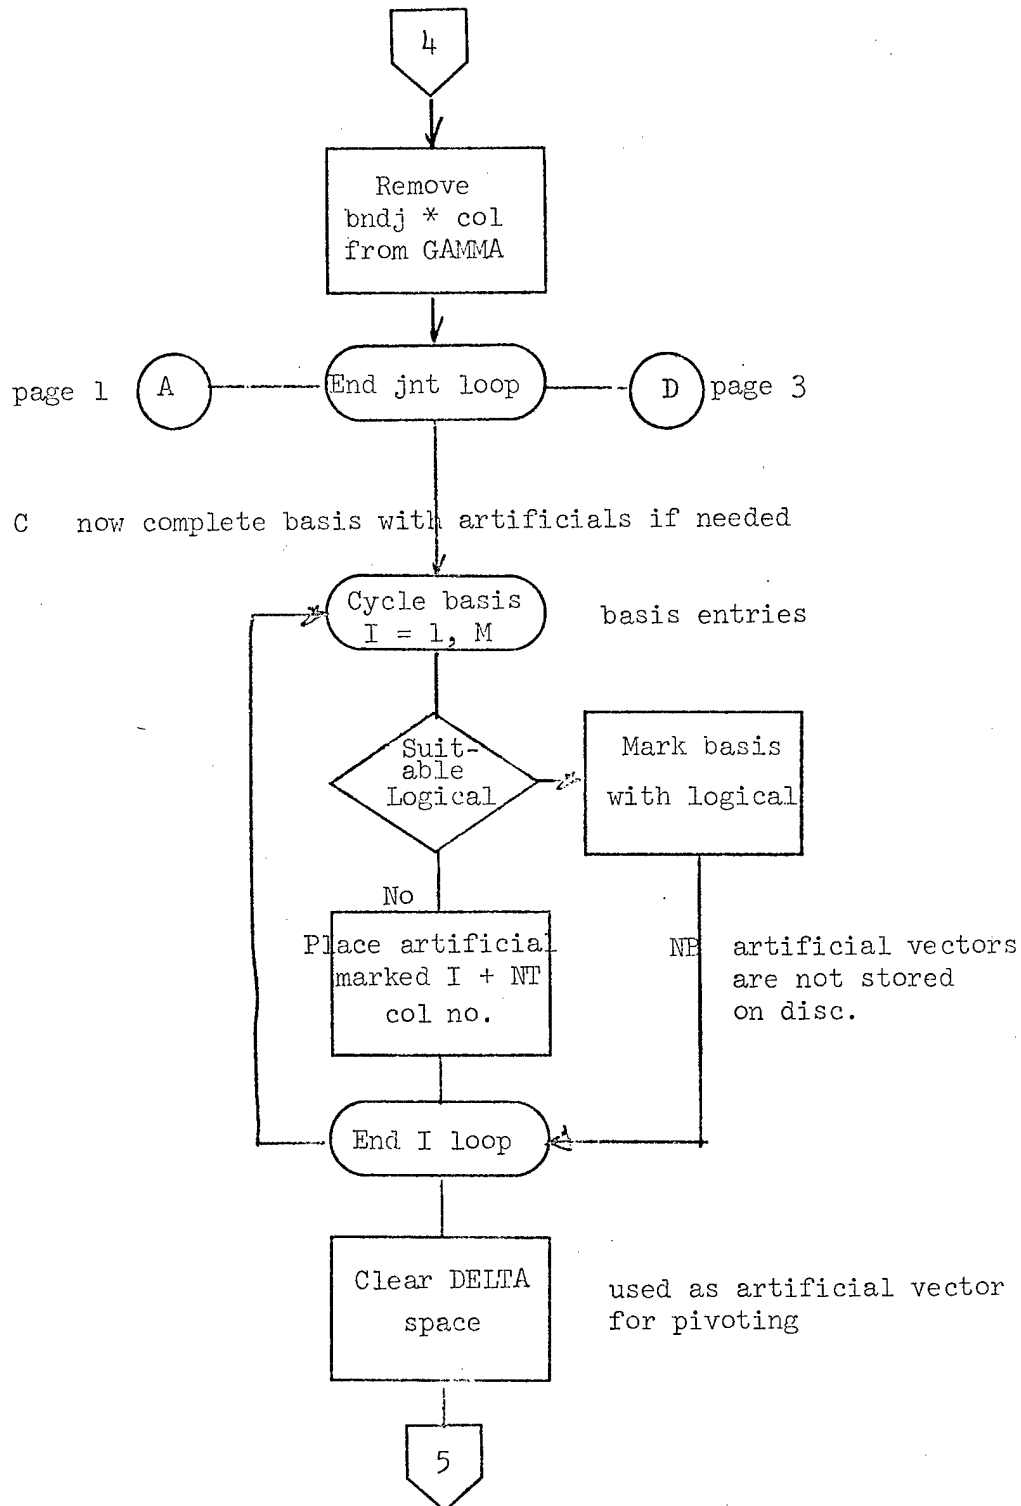 4
Remove
bndj * col
from GAMMA
page 1 A End jnt loop D page 3
C now complete basis with artificials if needed
Cycle basis
I = 1, M
basis entries
Suit-
able
Logical
Mark basis
with logical
No
Place artificial
marked I + NT
col no.
NB artificial vectors
are not stored
on disc.
End I loop
Clear DELTA
space
used as artificial vector
for pivoting
5